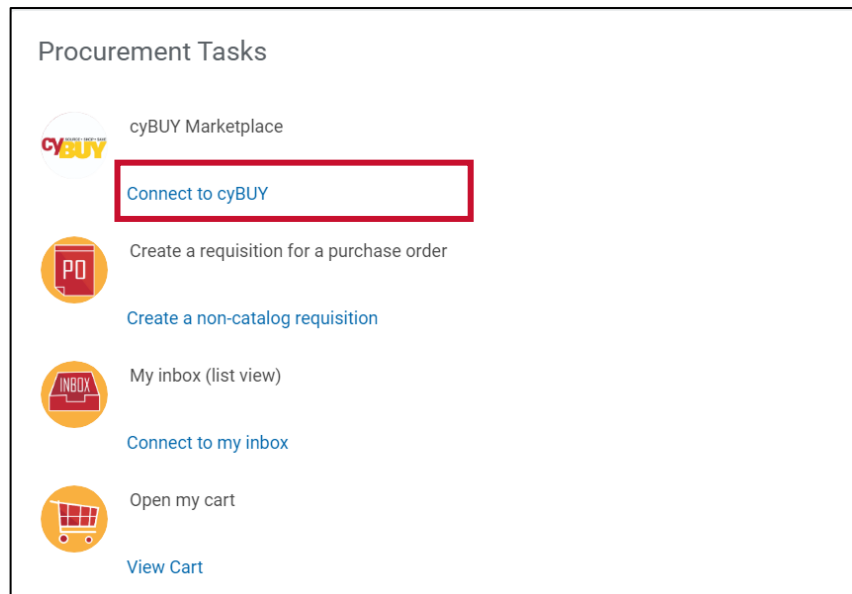 Procurement Tasks
cyBUY Marketplace
CYBUY
Connect to cyBUY
Create a requisition for a purchase order
PO
Create a non-catalog requisition
My inbox (list view)
INBOX
Connect to my inbox
Open my cart
View Cart